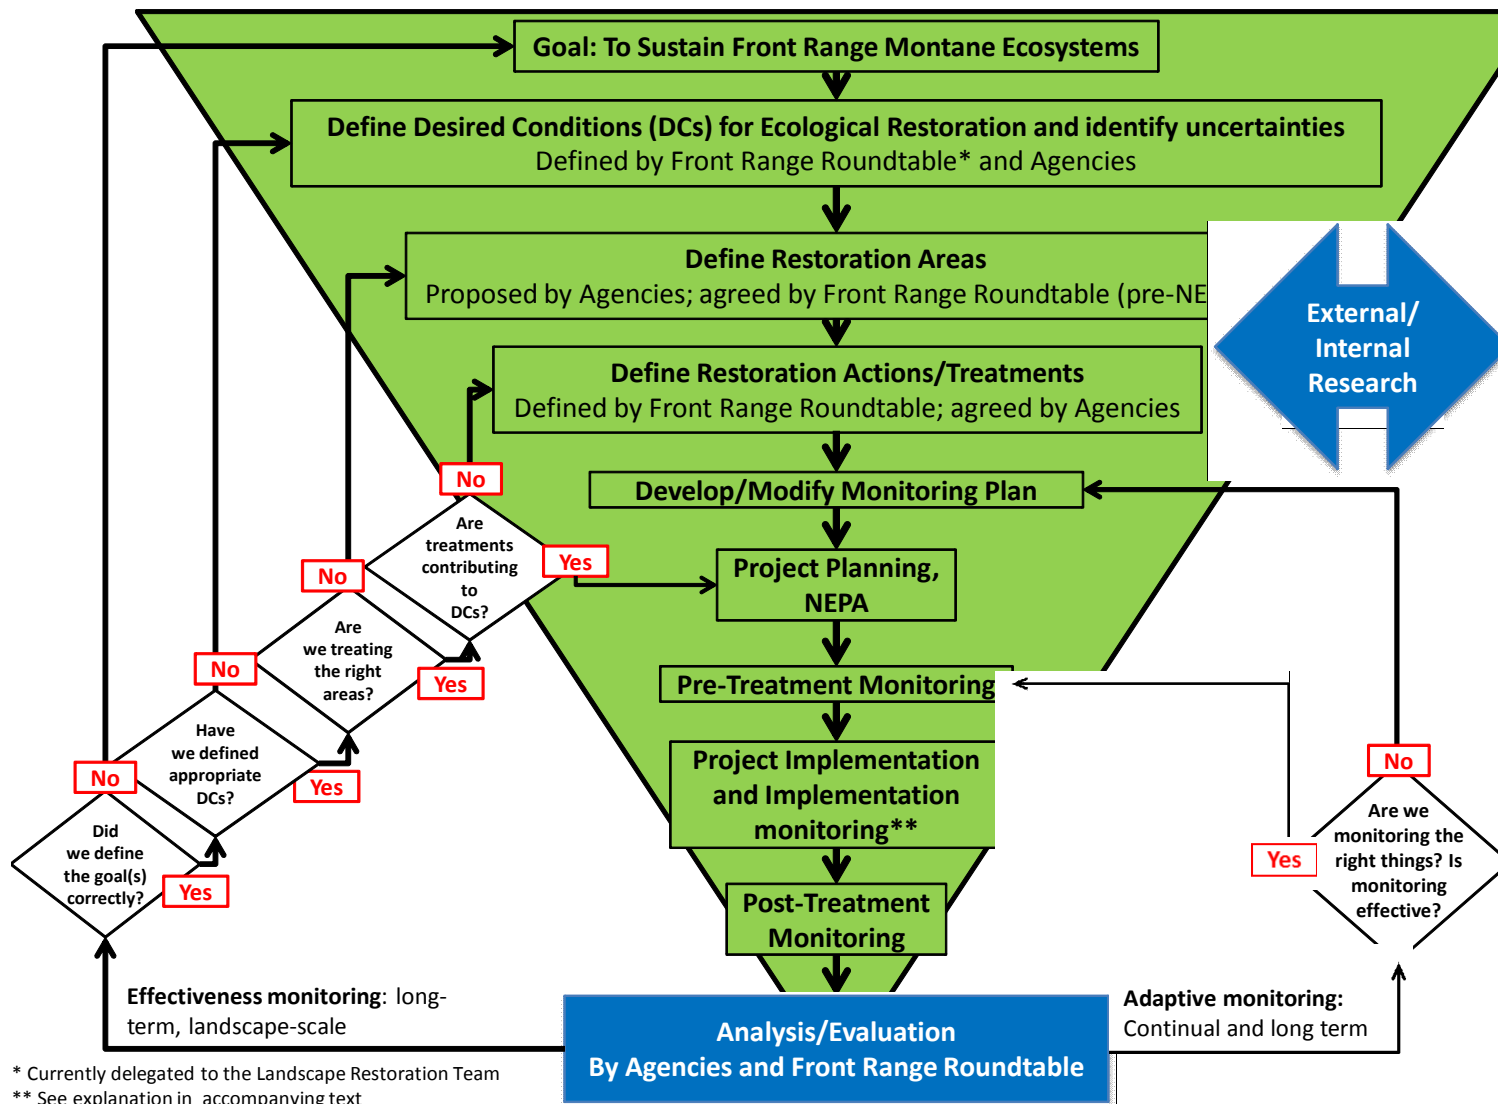 Goal: To Sustain Front Range Montane Ecosystems
Define Desired Conditions (DCs) for Ecological Restoration and identify uncertainties
Defined by Front Range Roundtable* and Agencies
Define Restoration Areas
Proposed by Agencies; agreed by Front Range Roundtable (pre-NE
External/
Internal
Research
Define Restoration Actions/Treatments
Defined by Front Range Roundtable; agreed by Agencies
Develop/Modify Monitoring Plan
No
Are
treatments
contributing
to
DCs?
Yes
Project Planning,
NEPA
No
Are
we treating
the right
areas?
Yes
Pre-Treatment Monitoring
No
Have
we defined
appropriate
DCs?
Yes
Project Implementation
and Implementation
monitoring**
No
Did
we define
the goal(s)
correctly?
Yes
No
Are we
monitoring the
right things? Is
monitoring
effective?
Yes
Post-Treatment
Monitoring
Effectiveness monitoring: long-
term, landscape-scale
Adaptive monitoring:
Continual and long term
Analysis/Evaluation
By Agencies and Front Range Roundtable
* Currently delegated to the Landscape Restoration Team
** See explanation in accompanying text